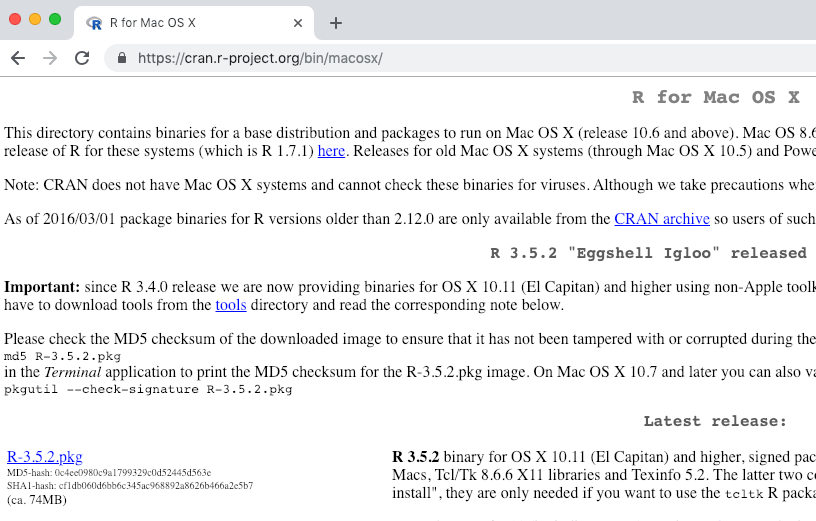 R for Mac OS X
https://cran.r-project.org/bin/macosx/
R for Mac OS X
This directory contains binaries for a base distribution and packages to run on Mac OS X (release 10.6 and above). Mac OS 8.6
release of R for these systems (which is R 1.7.1) here. Releases for old Mac OS X systems (through Mac OS X 10.5) and Powe
Note: CRAN does not have Mac OS X systems and cannot check these binaries for viruses. Although we take precautions whe
As of 2016/03/01 package binaries for R versions older than 2.12.0 are only available from the CRAN archive so users of such
R 3.5.2 "Eggshell Igloo" released
Important: since R 3.4.0 release we are now providing binaries for OS X 10.11 (El Capitan) and higher using non-Apple toolk
have to download tools from the tools directory and read the corresponding note below.
Please check the MD5 checksum of the downloaded image to ensure that it has not been tampered with or corrupted during the
md5 R-3.5.2.pkg
in the Terminal application to print the MD5 checksum for the R-3.5.2.pkg image. On Mac OS X 10.7 and later you can also va
pkgutil --check-signature R-3.5.2.pkg
Latest release:
R-3.5.2.pkg
MD5-hash: 0c4ee0980c9a1799329c0d52445d563e
SHA1-hash: cf1db060d6bb6c345ac968892a8626b466a2e5b7
(ca. 74MB)
R 3.5.2 binary for OS X 10.11 (El Capitan) and higher, signed pac
Macs, Tcl/Tk 8.6.6 X11 libraries and Texinfo 5.2. The latter two co
install", they are only needed if you want to use the tcltk R packa